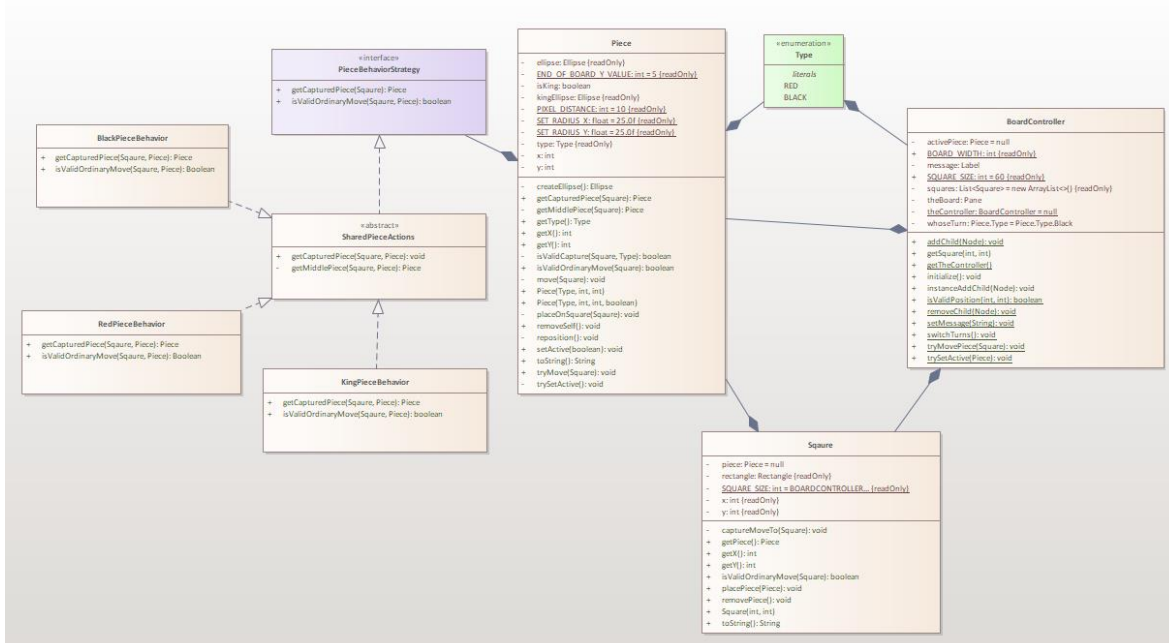 «interface»
PieceBehaviorStrategy
+ getCapturedPiece(Sqaure): Piece
+ isValidOrdinaryMove(Sqaure, Piece): boolean
BlackPieceBehavior
+ getCapturedPiece(Sqaure, Piece): Piece
+ isValidOrdinaryMove(Sqaure, Piece): Boolean
«abstract»
SharedPieceActions
+ getCapturedPiece(Square, Piece): void
- getMiddlePiece(Sqaure, Piece): Piece
RedPieceBehavior
+ getCapturedPiece(Sqaure, Piece): Piece
+ isValidOrdinaryMove(Sqaure, Piece): Boolean
KingPieceBehavior
+ getCapturedPiece(Sqaure, Piece): Piece
+ isValidOrdinaryMove(Sqaure, Piece): boolean
Piece
- ellipse: Ellipse {readOnly}
- END_OF_BOARD_Y_VALUE: int = 5 {readOnly}
- isKing: boolean
- kingEllipse: Ellipse {readOnly}
- PIXEL_DISTANCE: int = 10 {readOnly}
- SET_RADIUS_X: float = 25.0f {readOnly}
- SET_RADIUS_Y: float = 25.0f {readOnly}
- type: Type {readOnly}
- x: int
- y: int
- createEllipse(): Ellipse
+ getCapturedPiece(Square): Piece
- getMiddlePiece(Square): Piece
+ getType(): Type
+ getX(): int
+ getY(): int
- isValidCapture(Square, Type): boolean
+ isValidOrdinaryMove(Square): boolean
- move(Square): void
+ Piece(Type, int, int)
+ Piece(Type, int, int, boolean)
- placeOnSquare(Sqaure): void
+ removeSelf(): void
- reposition(): void
+ setActive(boolean): void
+ toString(): String
+ tryMove(Square): void
- trySetActive(): void
«enumeration»
Type
literals
RED
BLACK
BoardController
- activePiece: Piece = null
+ BOARD_WIDTH: int {readOnly}
- message: Label
+ SQUARE_SIZE: int = 60 {readOnly}
- squares: List<Square> = new ArrayList<>() {readOnly}
- theBoard: Pane
- theController: BoardController = null
- whoseTurn: Piece.Type = Piece.Type.Black
+ addChild(Node): void
+ getSquare(int, int)
+ getTheController()
+ initialize(): void
- instanceAddChild(Node): void
+ isValidPosition(int, int): boolean
+ removeChild(Node): void
+ setMessage(String): void
+ switchTurns(): void
+ tryMovePiece(Square): void
+ trySetActive(Piece): void
Sqaure
- piece: Piece = null
- rectangle: Rectangle {readOnly}
- SQUARE_SIZE: int = BOARDCONTROLLER... {readOnly}
- x: int {readOnly}
- y: int {readOnly}
- captureMoveTo(Square): void
+ getPiece(): Piece
+ getX(): int
+ getY(): int
+ isValidOrdinaryMove(Square): boolean
+ placePiece(Piece): void
+ removePiece(): void
+ Square(int, int)
+ toString(): String